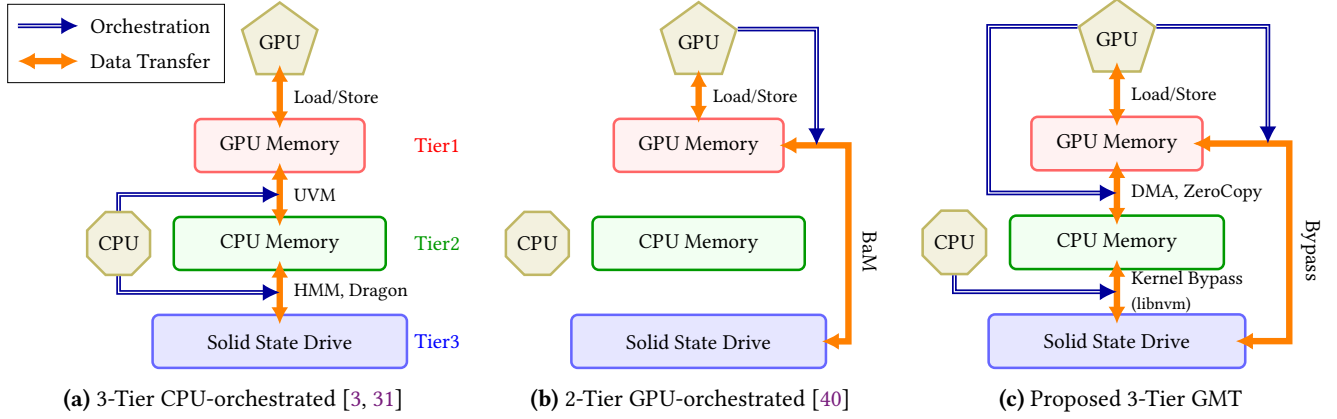 Orchestration
Data Transfer
GPU
Load/Store
GPU Memory
Tier1
UVM
CPU
CPU Memory
Tier2
HMM, Dragon
Solid State Drive
Tier3
(a) 3-Tier CPU-orchestrated [3, 31]
GPU
Load/Store
GPU Memory
CPU
CPU Memory
BaM
Solid State Drive
(b) 2-Tier GPU-orchestrated [40]
GPU
Load/Store
GPU Memory
DMA, ZeroCopy
CPU
CPU Memory
Bypass
Kernel Bypass
(libnvm)
Solid State Drive
(c) Proposed 3-Tier GMT